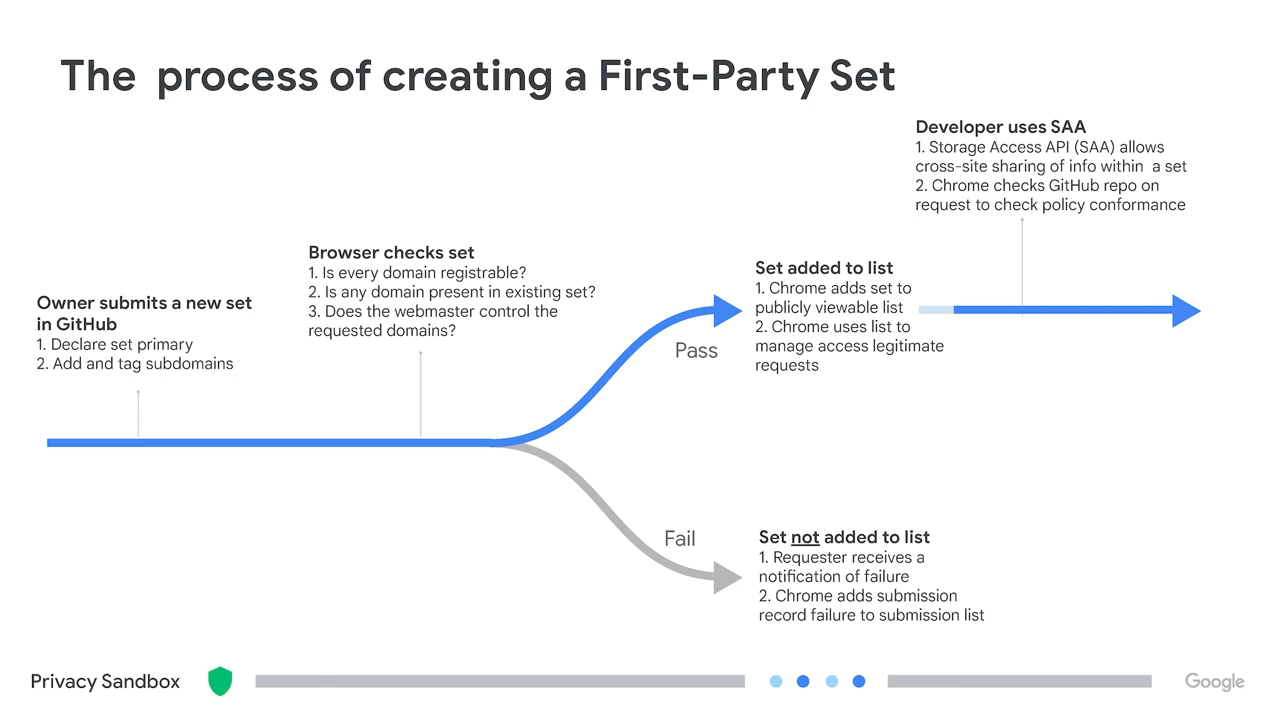 The process of creating a First-Party Set
Owner submits a new set
in GitHub
1. Declare set primary
2. Add and tag subdomains
Browser checks set
1. Is every domain registrable?
2. Is any domain present in existing set?
3. Does the webmaster control the
requested domains?
Pass
Set added to list
1. Chrome adds set to
publicly viewable list
2. Chrome uses list to
manage access legitimate
requests
Developer uses SAA
1. Storage Access API (SAA) allows
cross-site sharing of info within a set
2. Chrome checks GitHub repo on
request to check policy conformance
Fail
Set not added to list
1. Requester receives a
notification of failure
2. Chrome adds submission
record failure to submission list
Privacy Sandbox
Google